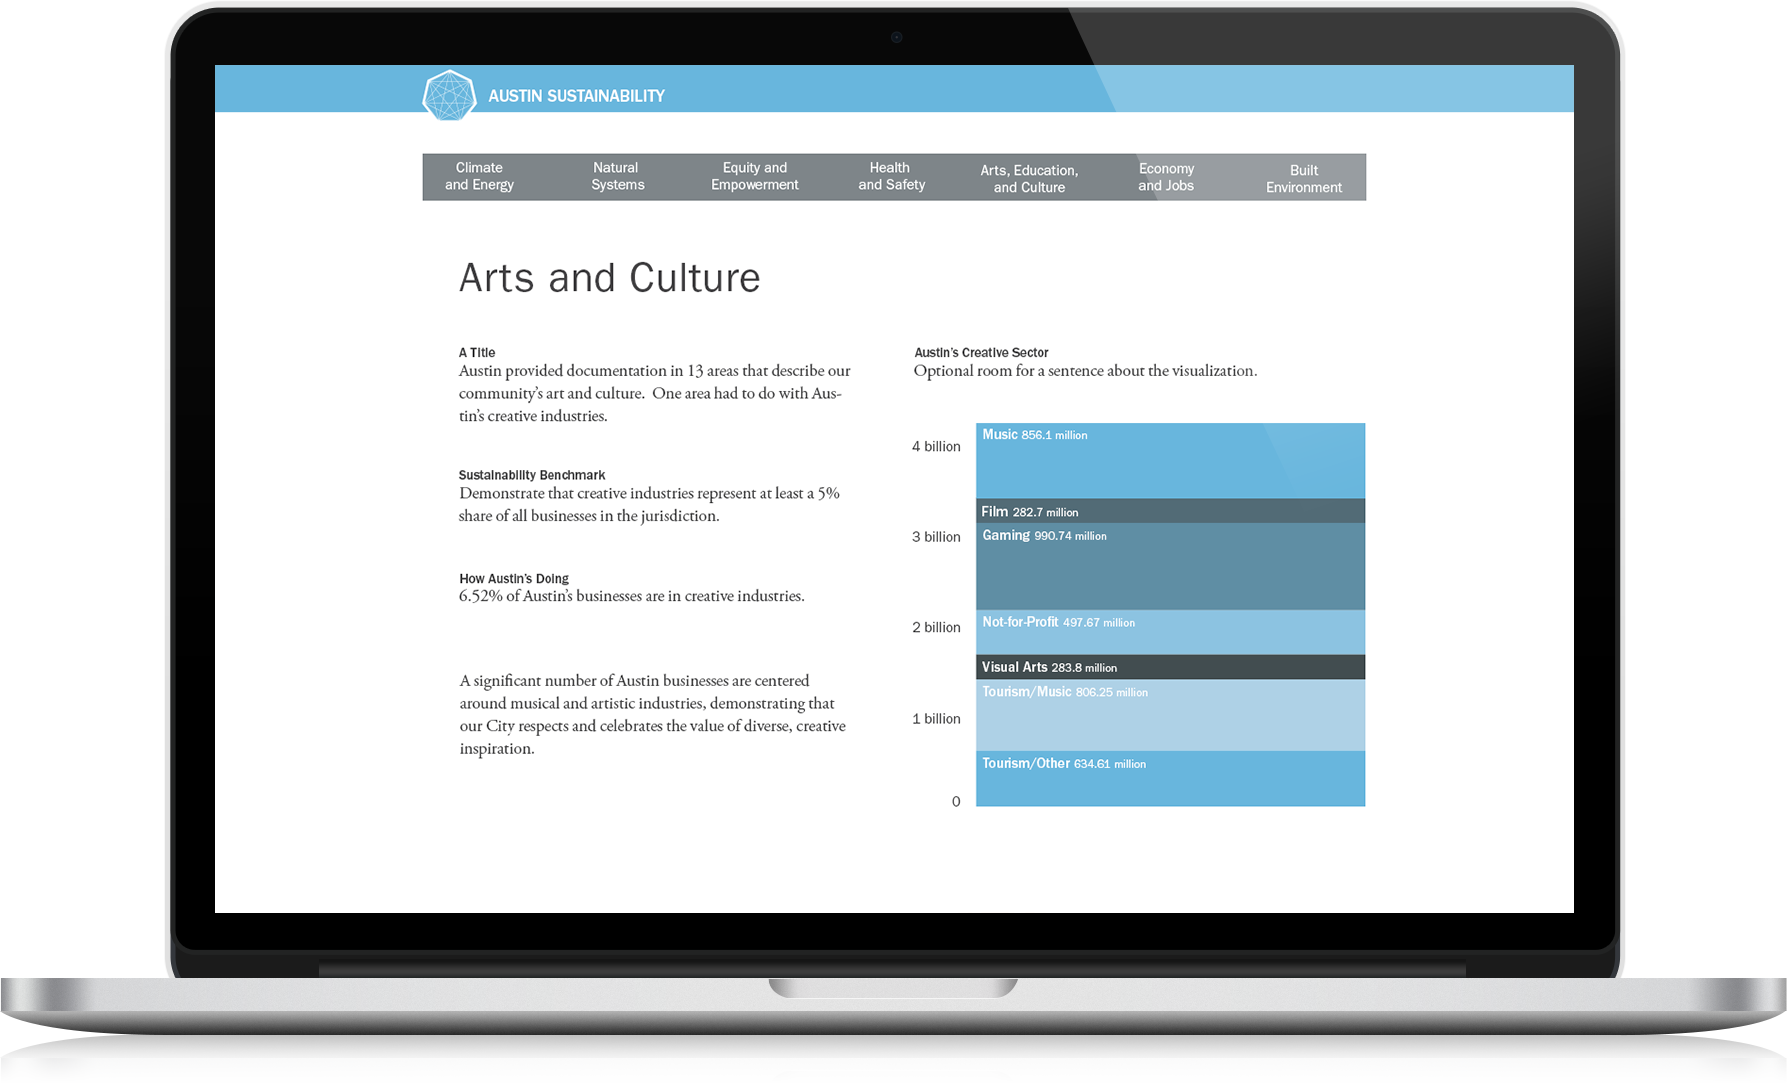 AUSTIN SUSTAINABILITY
Climate
and Energy
Natural
Systems
Equity and
Empowerment
Health
and Safety
Arts, Education,
and Culture
Economy
and Jobs
Built
Environment
Arts and Culture
A Title
Austin provided documentation in 13 areas that describe our
community’s art and culture.  One area had to do with Aus-
tin’s creative industries.
Sustainability Benchmark
Demonstrate that creative industries represent at least a 5%
share of all businesses in the jurisdiction.
How Austin’s Doing
6.52% of Austin’s businesses are in creative industries.
A significant number of Austin businesses are centered
around musical and artistic industries, demonstrating that
our City respects and celebrates the value of diverse, creative
inspiration.
Austin’s Creative Sector
Optional room for a sentence about the visualization.
4 billion
3 billion
2 billion
1 billion
0
Music 856.1 million
Film 282.7 million
Gaming 990.74 million
Not-for-Profit 497.67 million
Visual Arts 283.8 million
Tourism/Music 806.25 million
Tourism/Other 634.61 million